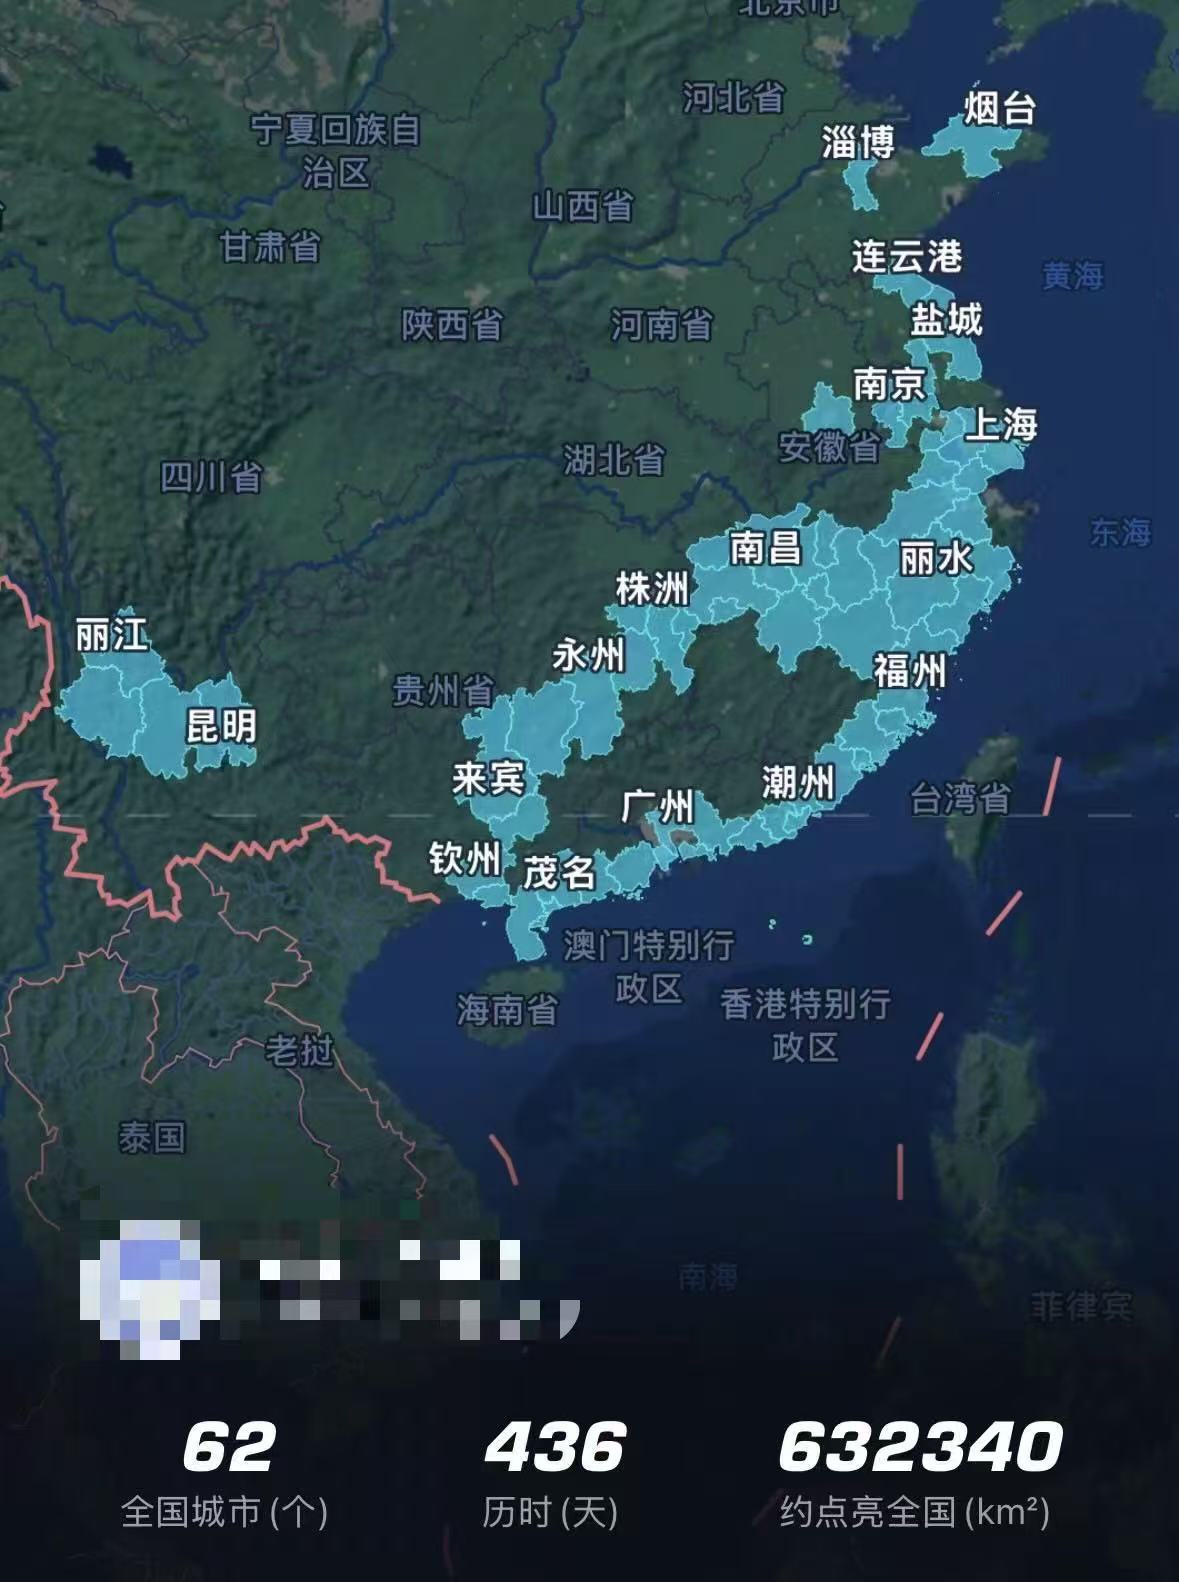 北京市
河北省
烟台
宁夏回族自
治区
淄博
山西省
甘肃省
连云港
黄海
陕西省
河南省
盐城
南京
上海
安徽省
湖北省
四川省
东海
南昌
丽水
株洲
丽江
永州
福州
贵州省
昆明
来宾
潮州
广州
台湾省
钦州
茂名
澳门特别行
政区
海南省
香港特别行
政区
老挝
泰国
南海
菲律宾
62
436
632340
全国城市(个)
历时(天)
约点亮全国(km²)